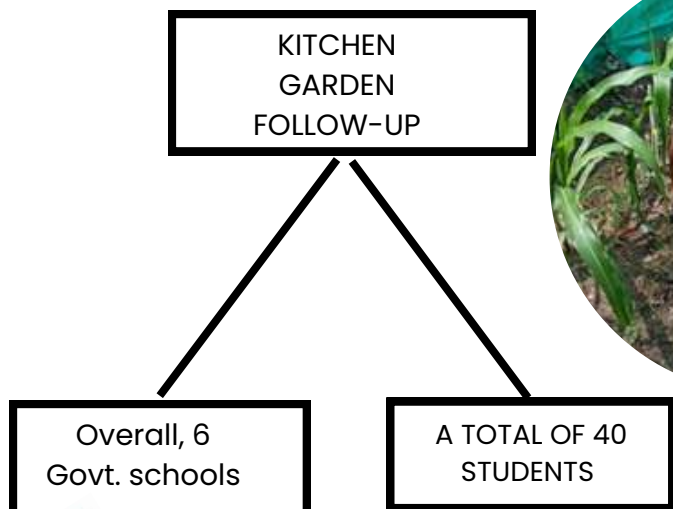 KITCHEN
GARDEN
FOLLOW-UP
Overall, 6
Govt. schools
A TOTAL OF 40
STUDENTS